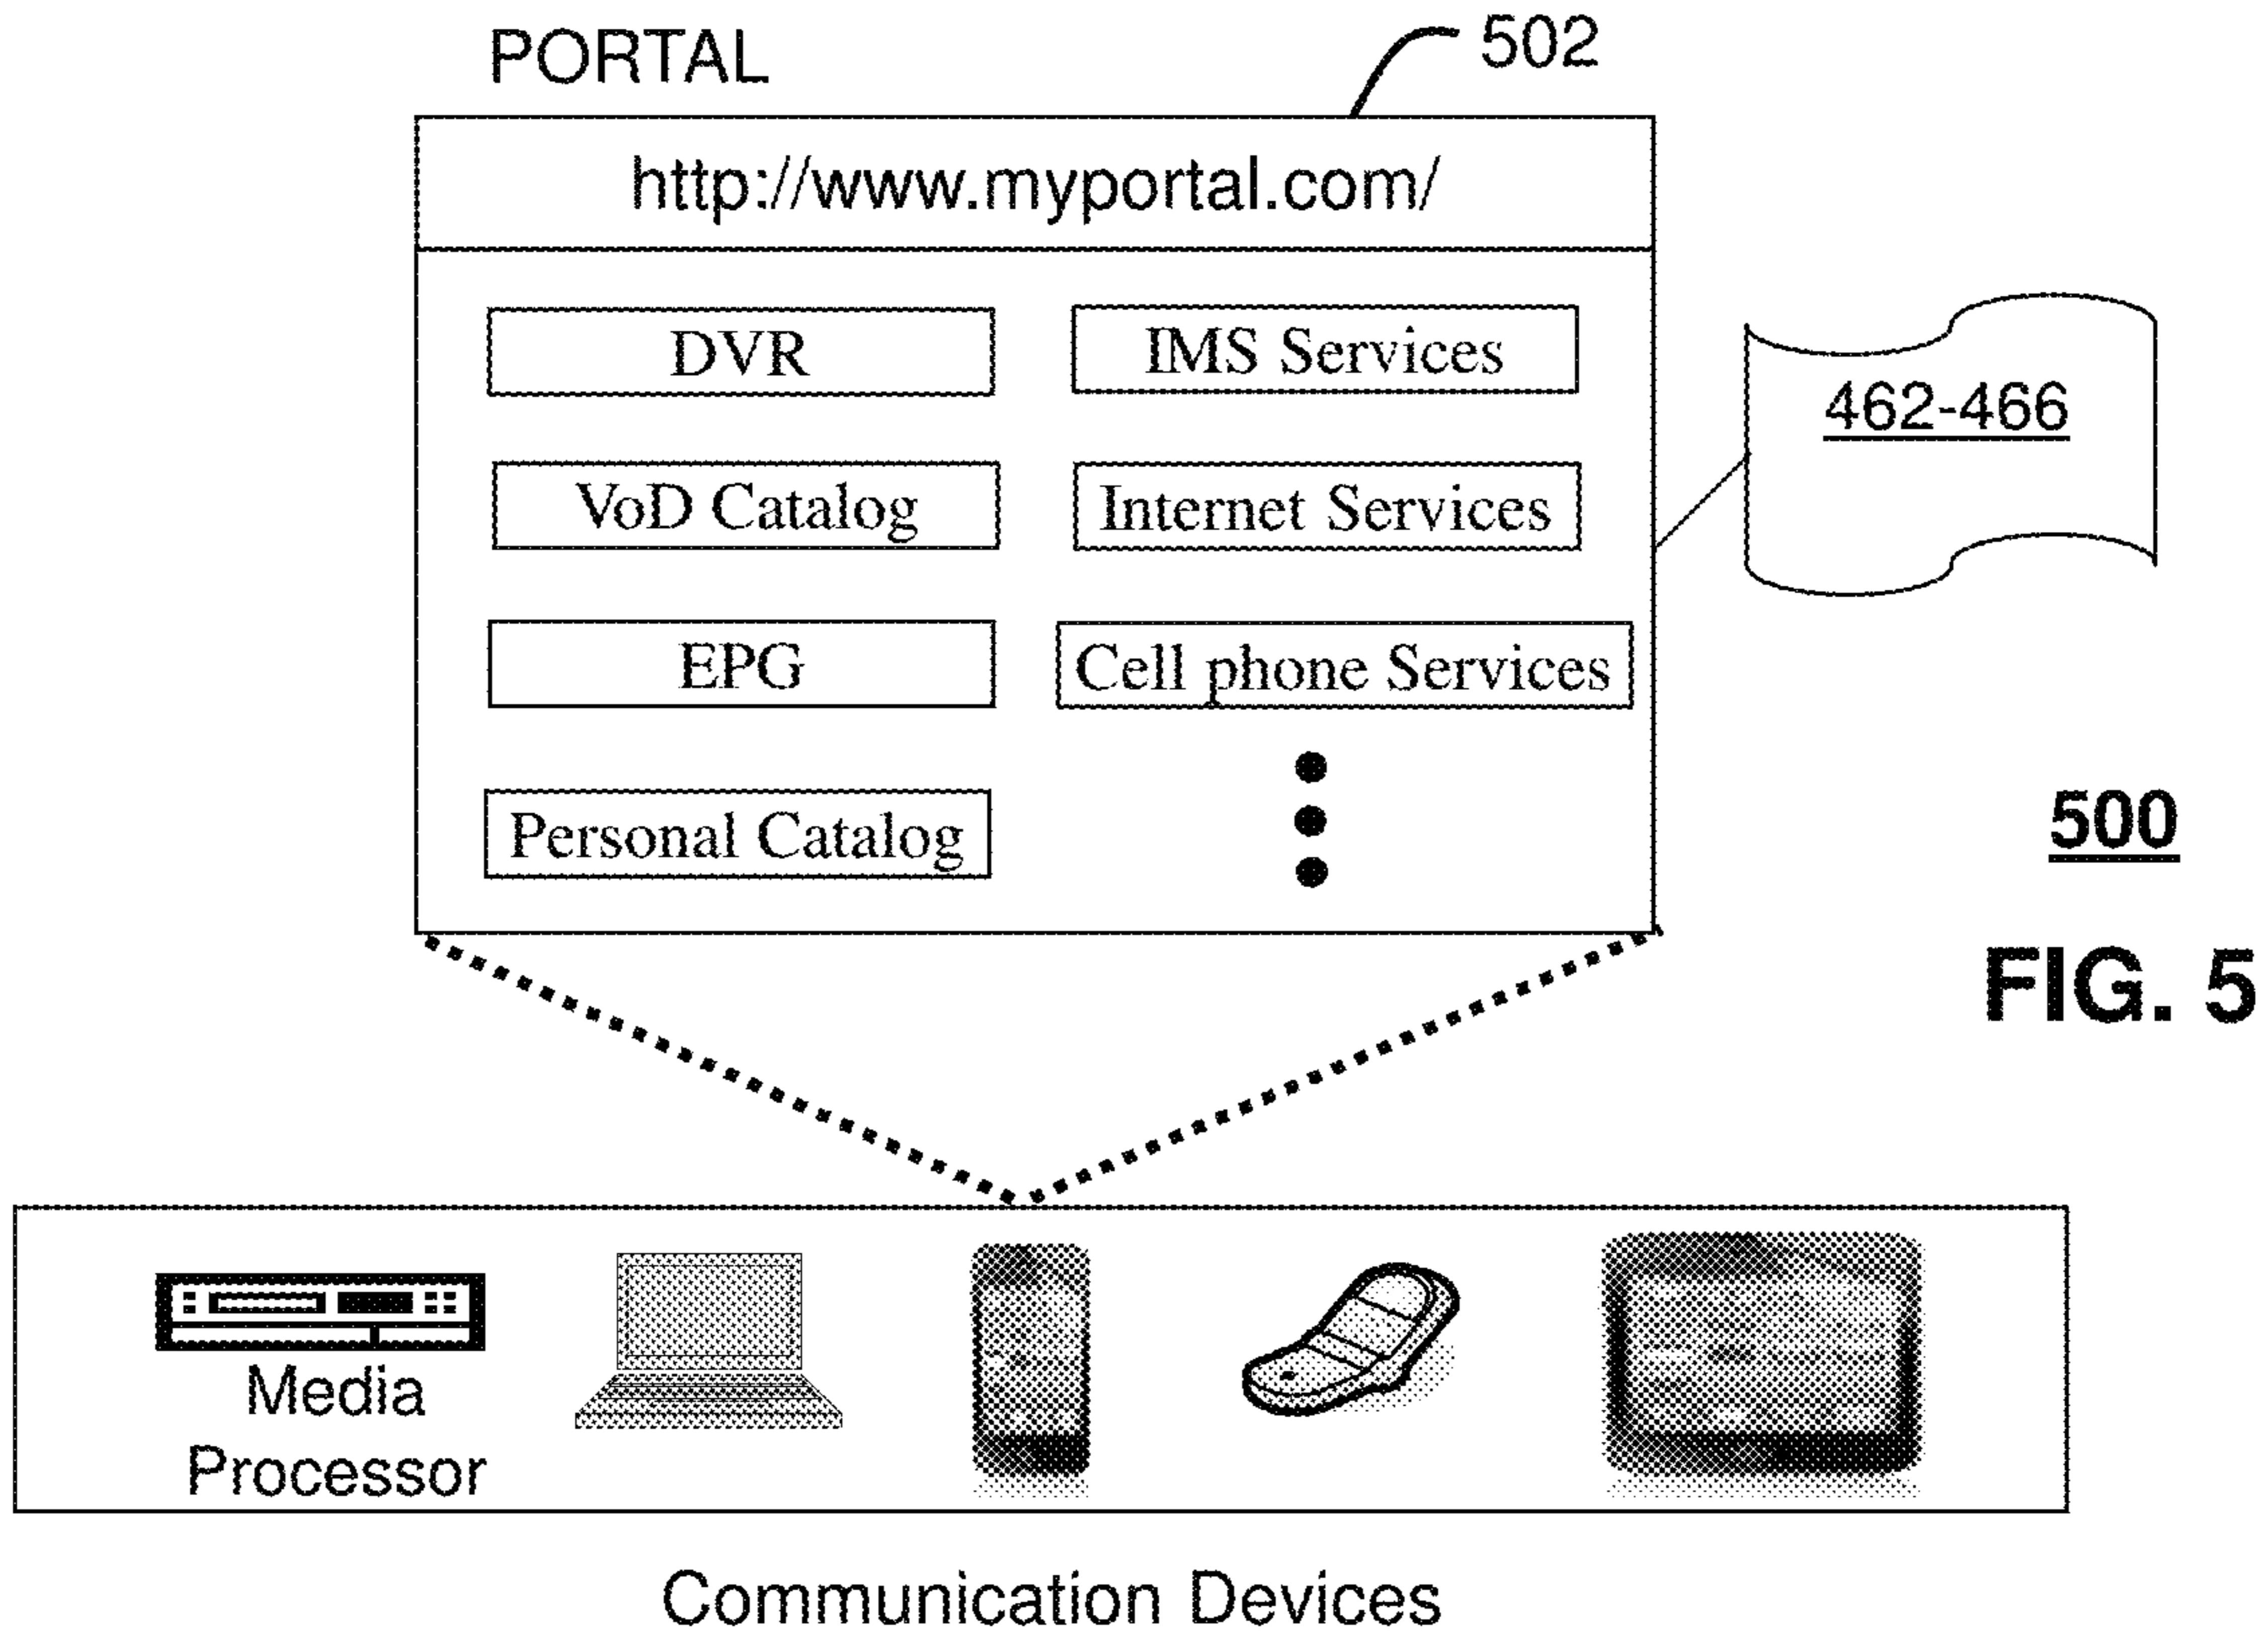 PORTAL
502
http://www.myportal.com/
DVR
IMS Services
462-466
VoD Catalog
Internet Services
EPG
Cell phone Services
Personal Catalog
500
FIG. 5
Media
Processor
Communication Devices